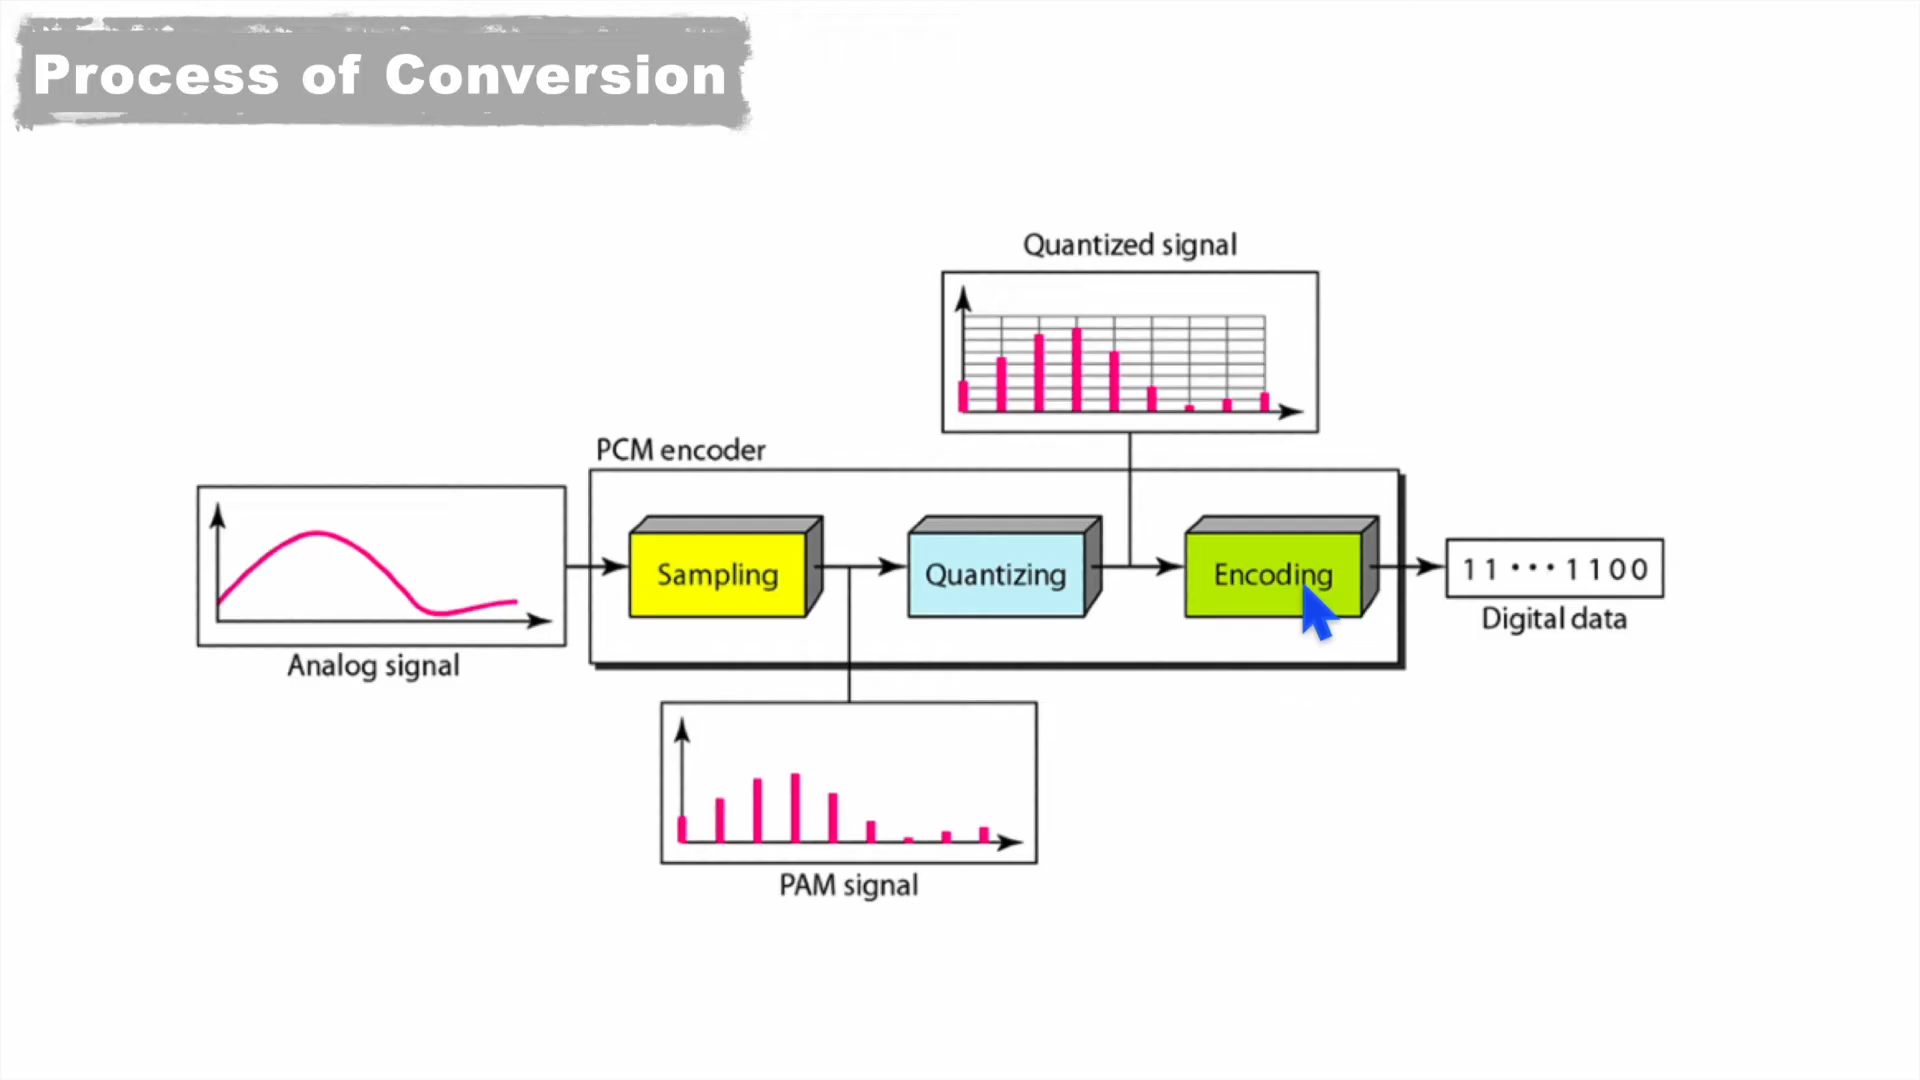 Process of Conversion
Quantized signal
PCM encoder
Sampling
Quantizing
Encoding
11···1100
Digital data
Analog signal
PAM signal